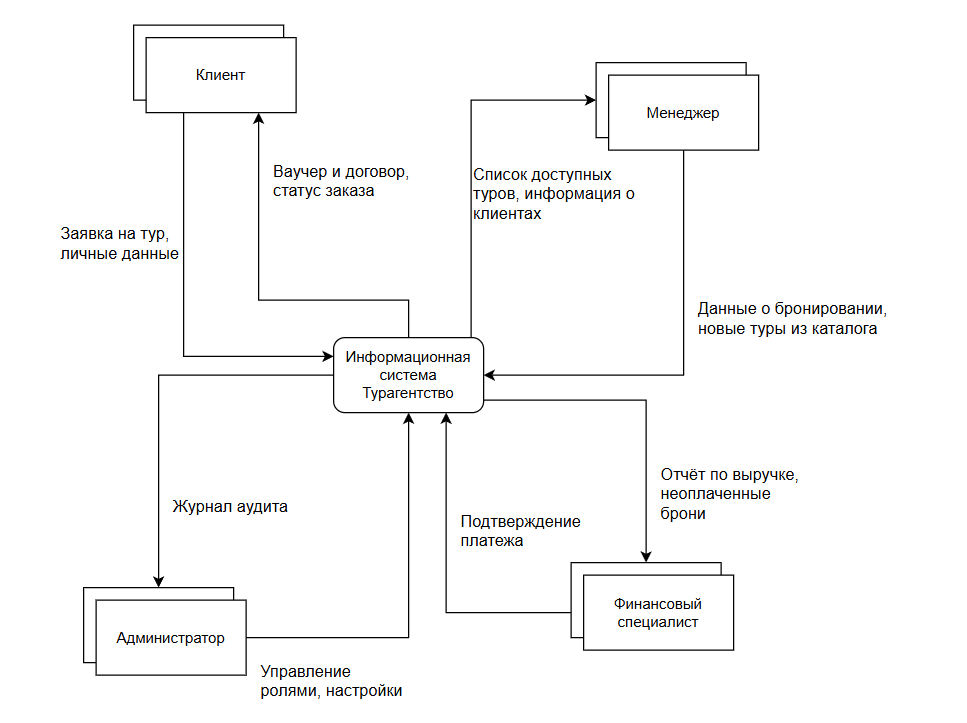 Клиент
Менеджер
Ваучер и договор,
статус заказа
Список доступных
туров, информация о
клиентах
Заявка на тур,
личные данные
Данные о бронировании,
новые туры из каталога
Информационная
система
Турагентство
Журнал аудита
Отчёт по выручке,
неоплаченные
брони
Подтверждение
платежа
Финансовый
специалист
Администратор
Управление
ролями, настройки